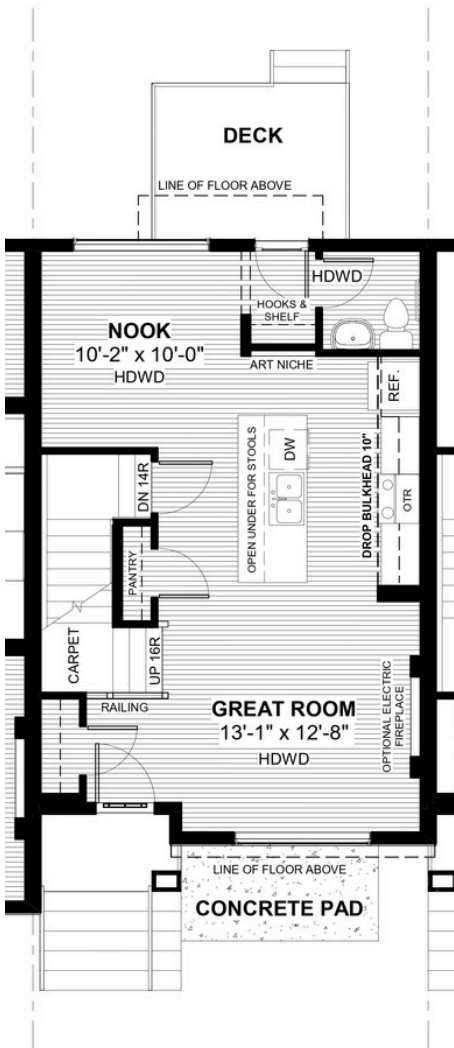 DECK
LINE OF FLOOR ABOVE
HDWD
HOOKS &
SHELF
NOOK
10'-2" x 10'-0"
HDWD
ART NICHE
REF.
DN 14R
OPEN UNDER FOR STOOLS
DW
DROP BULKHEAD 10"
OTR
PANTRY
CARPET
UP 16R
RAILING
GREAT ROOM
13'-1" x 12'-8"
HDWD
OPTIONAL ELECTRIC
FIREPLACE
LINE OF FLOOR ABOVE
CONCRETE PAD